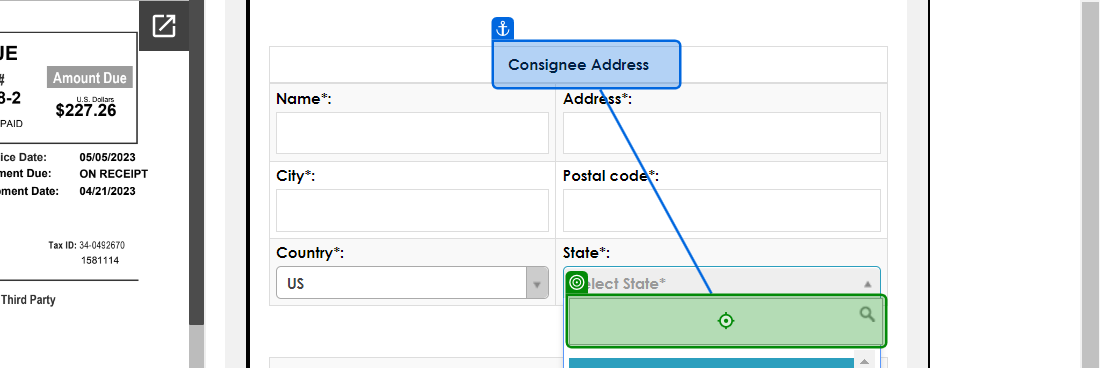 UE
Amount Due
#
8-2
U.S. Dollars
$227.26
PAID
ice Date: 05/05/2023
ment Due: ON RECEIPT
pment Date: 04/21/2023
Tax ID: 34-0492670
1581114
Third Party
Consignee Address
Name*:
Address*:
City*:
Postal code*:
Country*:
State*:
US
elect State*